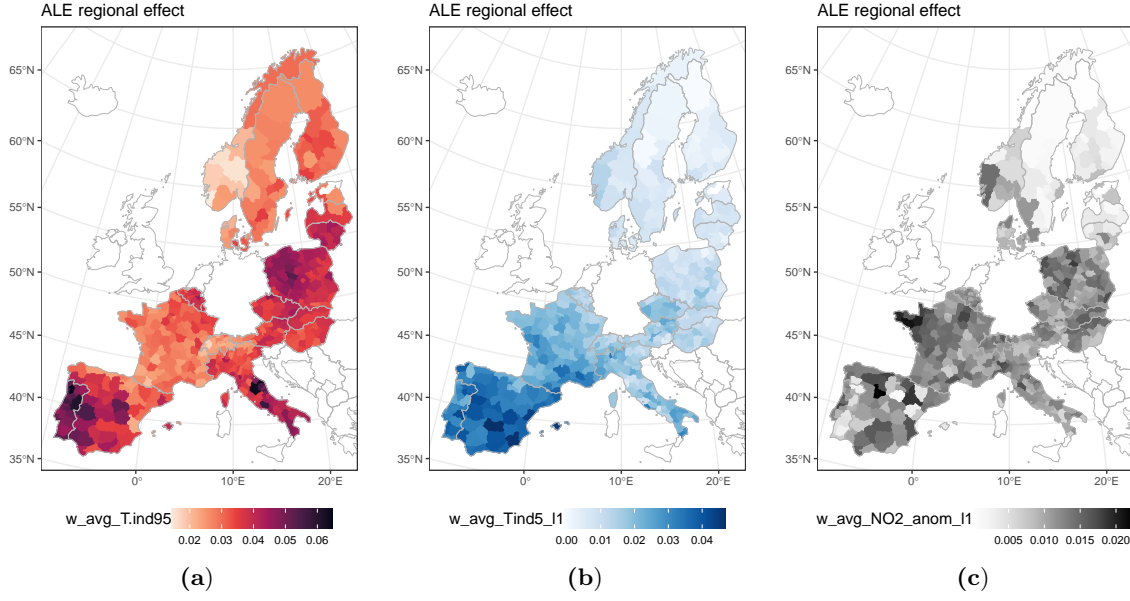 ALE regional effect
65°N
60°N
55°N
50°N
45°N
40°N
35°N
0°
10°E
20°E
w_avg_T.ind95
0.02 0.03 0.04 0.05 0.06
(a)
ALE regional effect
65°N
60°N
55°N
50°N
45°N
40°N
35°N
0°
10°E
20°E
w_avg_Tind5_l1
0.00 0.01 0.02 0.03 0.04
(b)
ALE regional effect
65°N
60°N
55°N
50°N
45°N
40°N
35°N
0°
10°E
20°E
w_avg_NO2_anom_l1
0.005 0.010 0.015 0.020
(c)